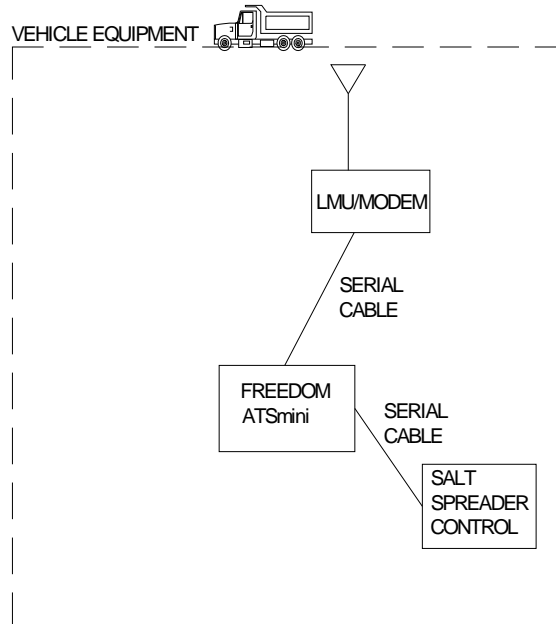 VEHICLE EQUIPMENT
LMU/MODEM
SERIAL
CABLE
FREEDOM
ATSmini
SERIAL
CABLE
SALT
SPREADER
CONTROL